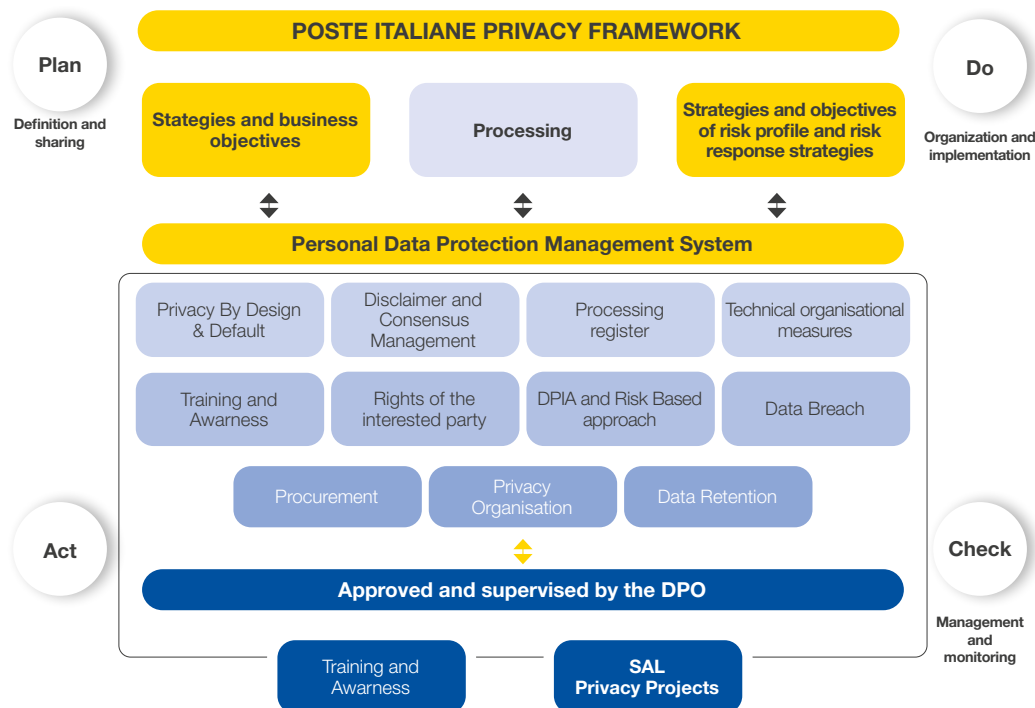 POSTE ITALIANE PRIVACY FRAMEWORK
Plan
Definition and
sharing
Do
Organization and
implementation
Stategies and business
objectives
Processing
Strategies and objectives
of risk profile and risk
response strategies
Personal Data Protection Management System
Privacy By Design
& Default
Disclaimer and
Consensus
Management
Processing
register
Technical organisational
measures
Training and
Awarness
Rights of the
interested party
DPIA and Risk Based
approach
Data Breach
Procurement
Privacy
Organisation
Data Retention
Act
Check
Management
and
monitoring
Approved and supervised by the DPO
Training and
Awarness
SAL
Privacy Projects